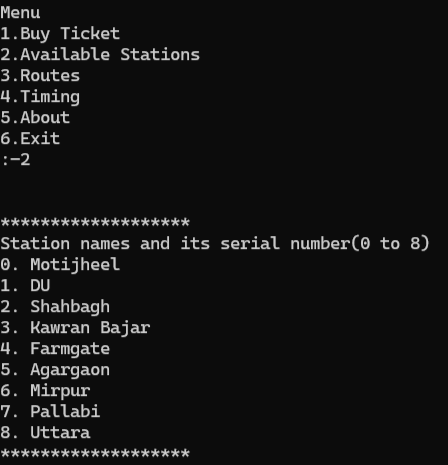 Menu
1.Buy Ticket
2.Available Stations
3.Routes
4.Timing
5.About
6.Exit
:-2
*******************
Station names and its serial number(0 to 8)
0. Motijheel
1. DU
2. Shahbagh
3. Kawran Bajar
4. Farmgate
5. Agargaon
6. Mirpur
7. Pallabi
8. Uttara
*******************